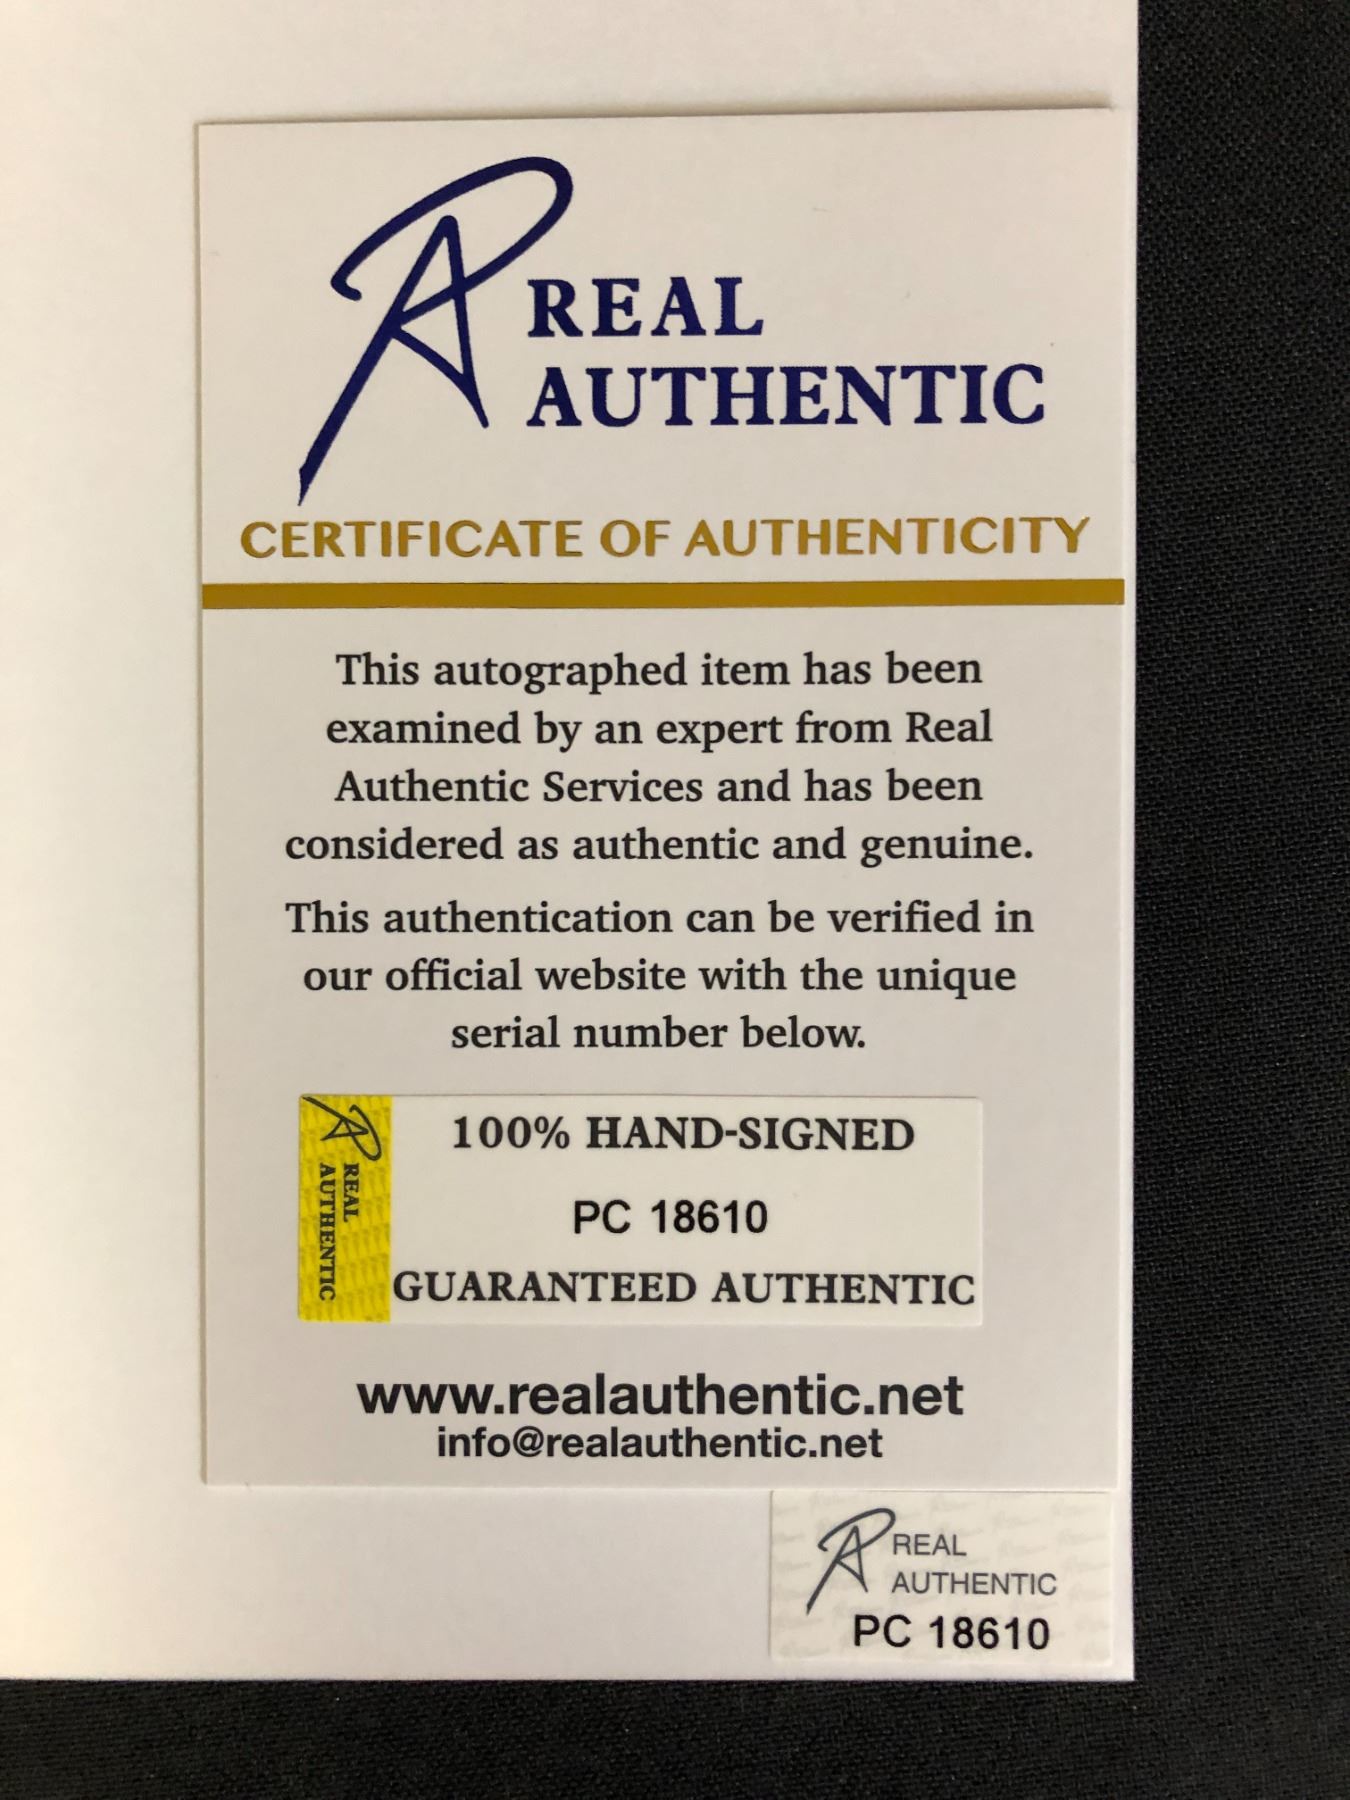 REAL
AUTHENTIC
CERTIFICATE OF AUTHENTICITY
This autographed item has been
examined by an expert from Real
Authentic Services and has been
considered as authentic and genuine.
This authentication can be verified in
our official website with the unique
serial number below.
REAL
AUTHENTIC
100% HAND-SIGNED
PC 18610
GUARANTEED AUTHENTIC
www.realauthentic.net
info@realauthentic.net
REAL
AUTHENTIC
PC 18610